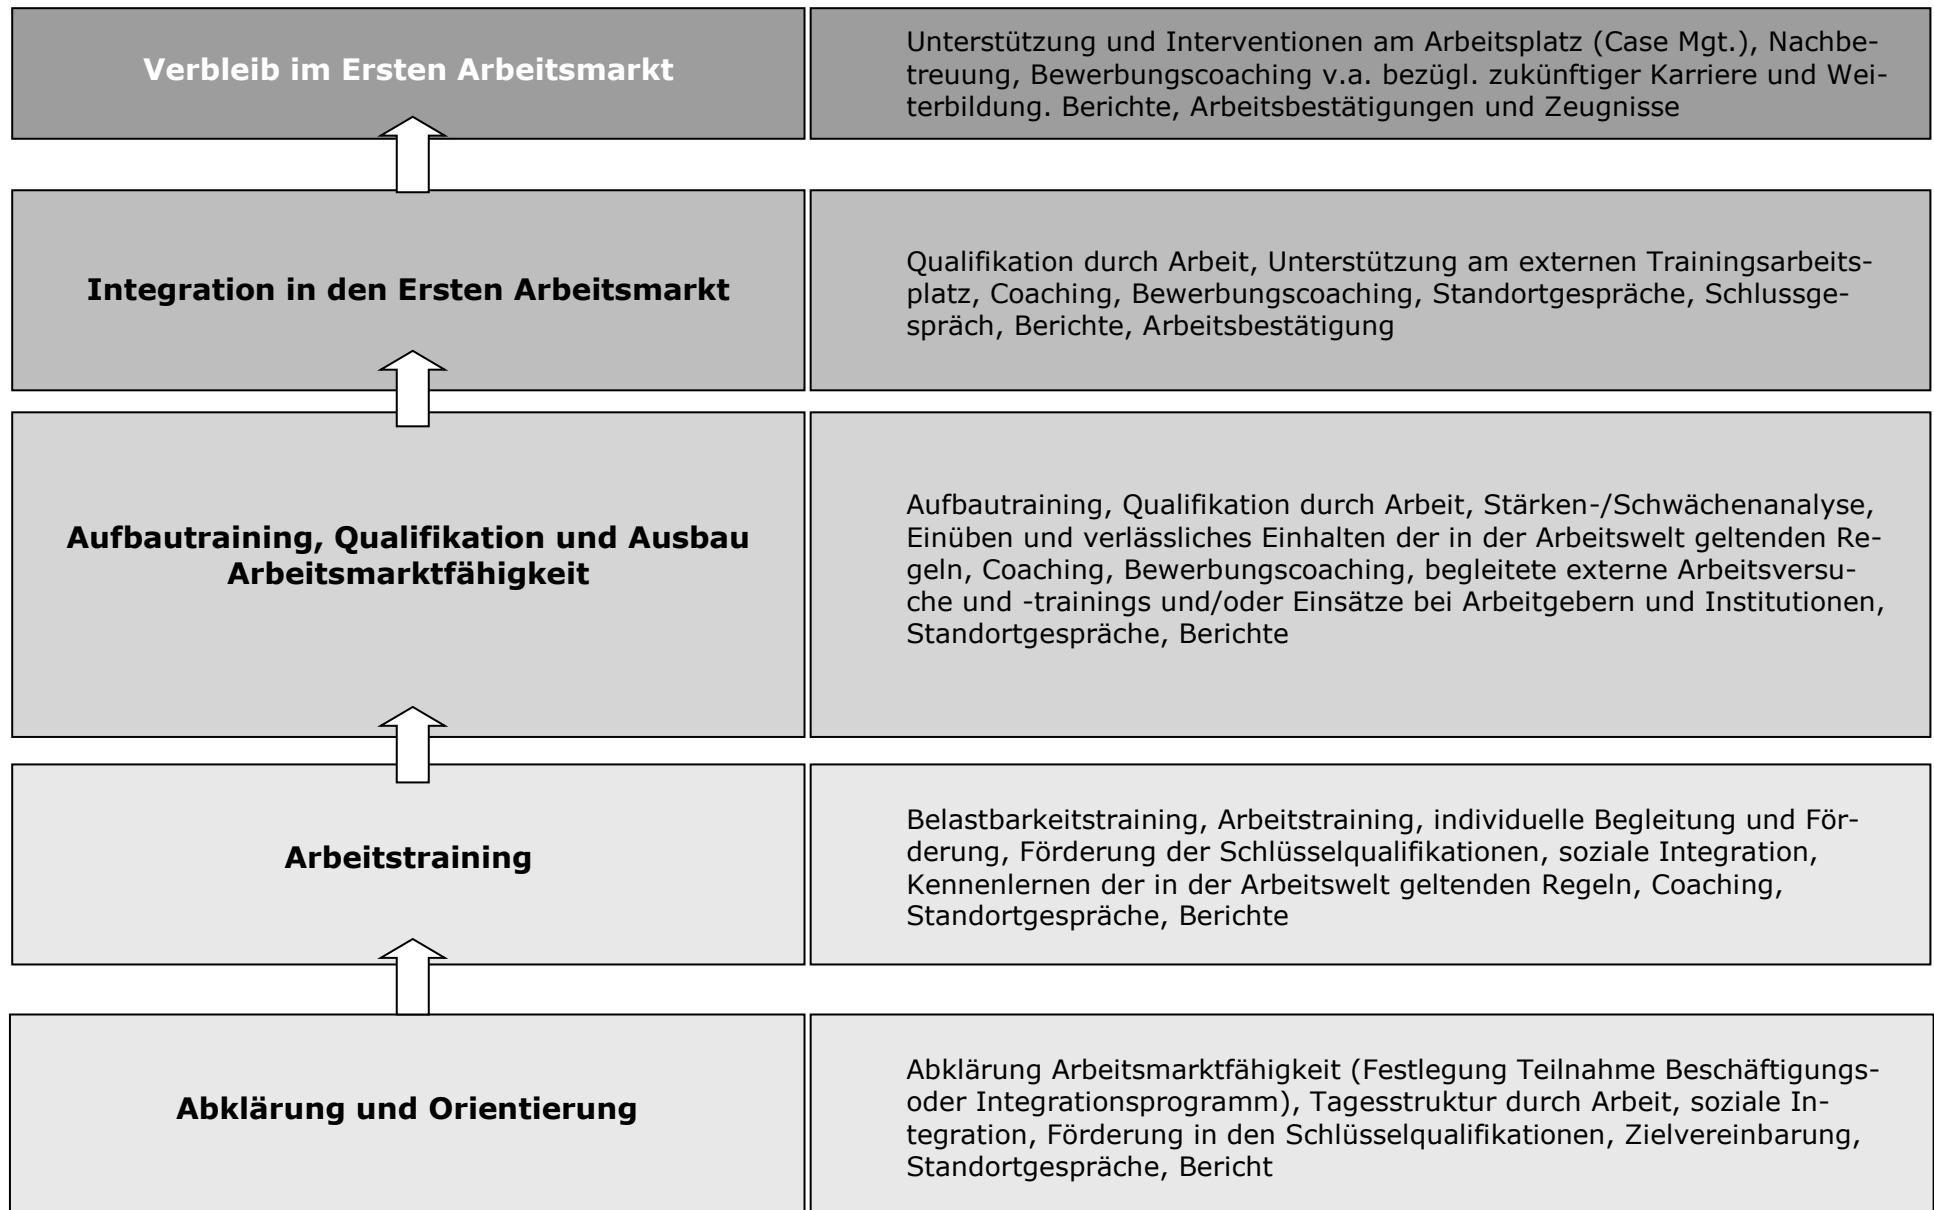 Verbleib im Ersten Arbeitsmarkt
Unterstützung und Interventionen am Arbeitsplatz (Case Mgt.), Nachbe-
treuung, Bewerbungscoaching v.a. bezügl. zukünftiger Karriere und Wei-
terbildung. Berichte, Arbeitsbestätigungen und Zeugnisse
Integration in den Ersten Arbeitsmarkt
Qualifikation durch Arbeit, Unterstützung am externen Trainingsarbeits-
platz, Coaching, Bewerbungscoaching, Standortgespräche, Schlussge-
spräch, Berichte, Arbeitsbestätigung
Aufbautraining, Qualifikation und Ausbau
Arbeitsmarktfähigkeit
Aufbautraining, Qualifikation durch Arbeit, Stärken-/Schwächenanalyse,
Einüben und verlässliches Einhalten der in der Arbeitswelt geltenden Re-
geln, Coaching, Bewerbungscoaching, begleitete externe Arbeitsversu-
che und -trainings und/oder Einsätze bei Arbeitgebern und Institutionen,
Standortgespräche, Berichte
Arbeitstraining
Belastbarkeitstraining, Arbeitstraining, individuelle Begleitung und För-
derung, Förderung der Schlüsselqualifikationen, soziale Integration,
Kennenlernen der in der Arbeitswelt geltenden Regeln, Coaching,
Standortgespräche, Berichte
Abklärung und Orientierung
Abklärung Arbeitsmarktfähigkeit (Festlegung Teilnahme Beschäftigungs-
oder Integrationsprogramm), Tagesstruktur durch Arbeit, soziale In-
tegration, Förderung in den Schlüsselqualifikationen, Zielvereinbarung,
Standortgespräche, Bericht